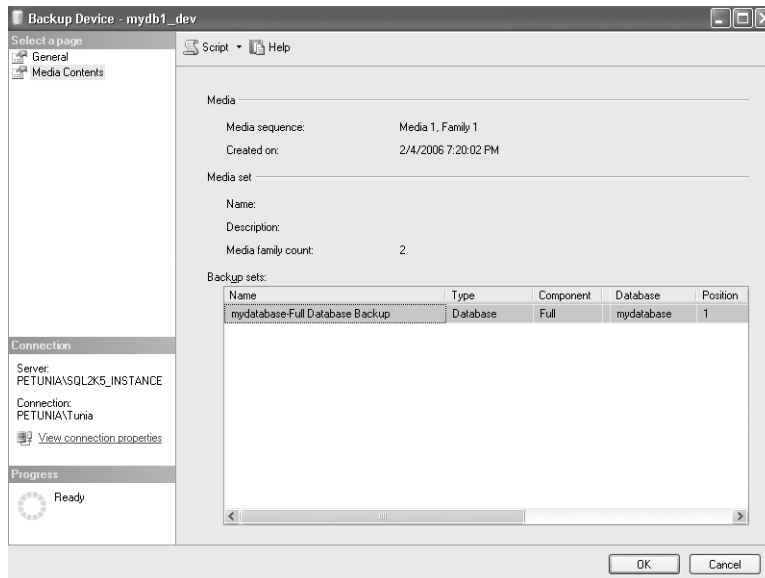 Backup Device - mydb1_dev
Select a page
General
Media Contents
Script
Help
Media
Media sequence: Media 1, Family 1
Created on: 2/4/2006 7:20:02 PM
Media set
Name:
Description:
Media family count: 2
Backup sets:
Name Type Component Database Position
mydatabase-Full Database Backup Database Full mydatabase 1
Connection
Server:
PETUNIA\SQL2K5_INSTANCE
Connection:
PETUNIA\Tunia
View connection properties
Progress
Ready
OK Cancel